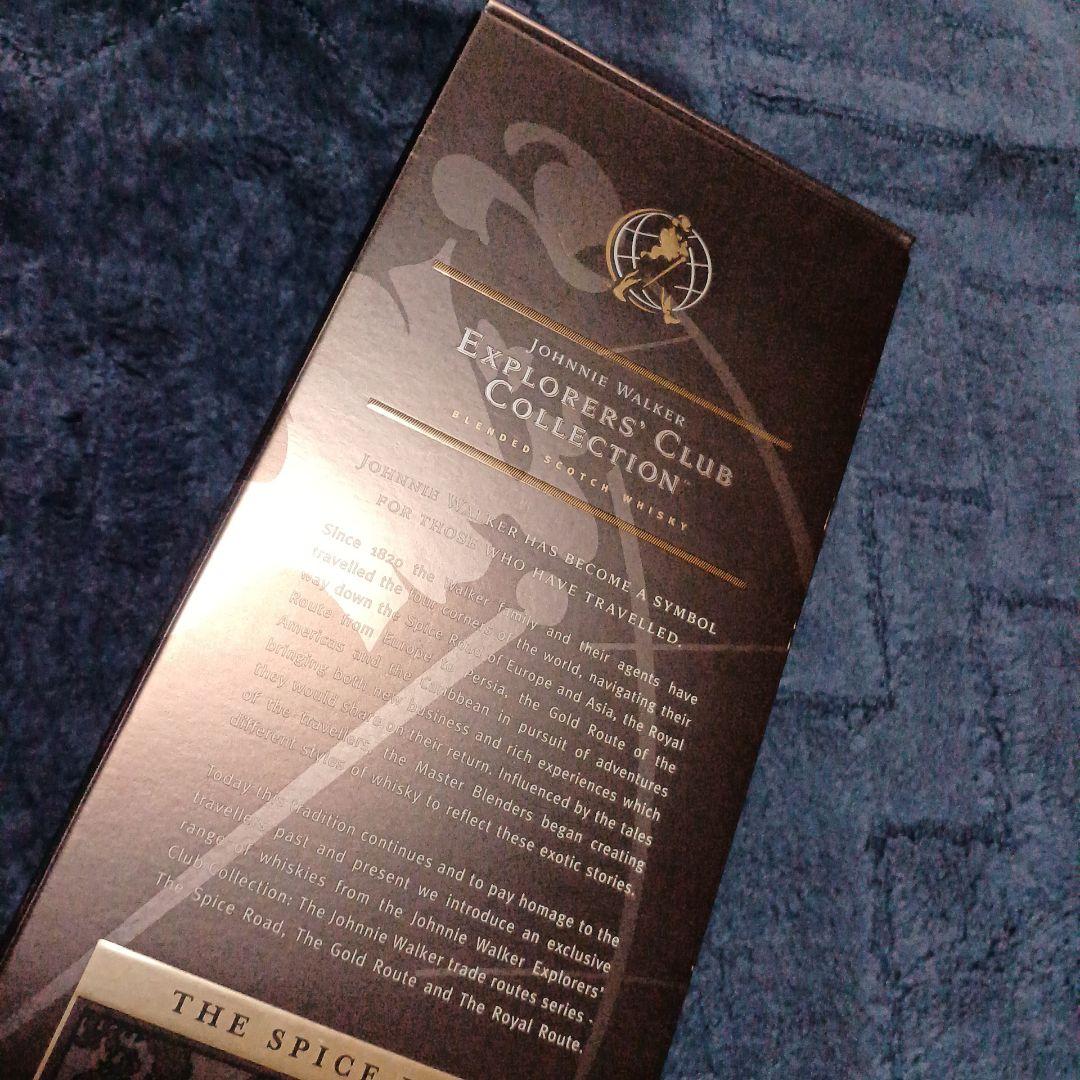 JOHNNIE WALKER
EXPLORERS' CLUB
COLLECTION™
BLENDED SCOTCH WHISKY
JOHNNIE WALKER HAS BECOME A SYMBOL
FOR THOSE WHO HAVE TRAVELLED.
Since 1820 the Walker family and their agents have
travelled the four corners of the world, navigating their
way down the Spice Road of Europe and Asia, the Royal
Route from Europe to Persia, the Gold Route of the
Americas and the Caribbean in pursuit of adventures
bringing both new business and rich experiences which
they would share on their return. Influenced by the tales
of the travellers the Master Blenders began creating
different styles of whisky to reflect these exotic stories.
Today this tradition continues and to pay homage to the
travellers past and present we introduce an exclusive
range of whiskies from the Johnnie Walker Explorers'
Club Collection: The Johnnie Walker trade routes series -
The Spice Road, The Gold Route and The Royal Route.
THE SPICE